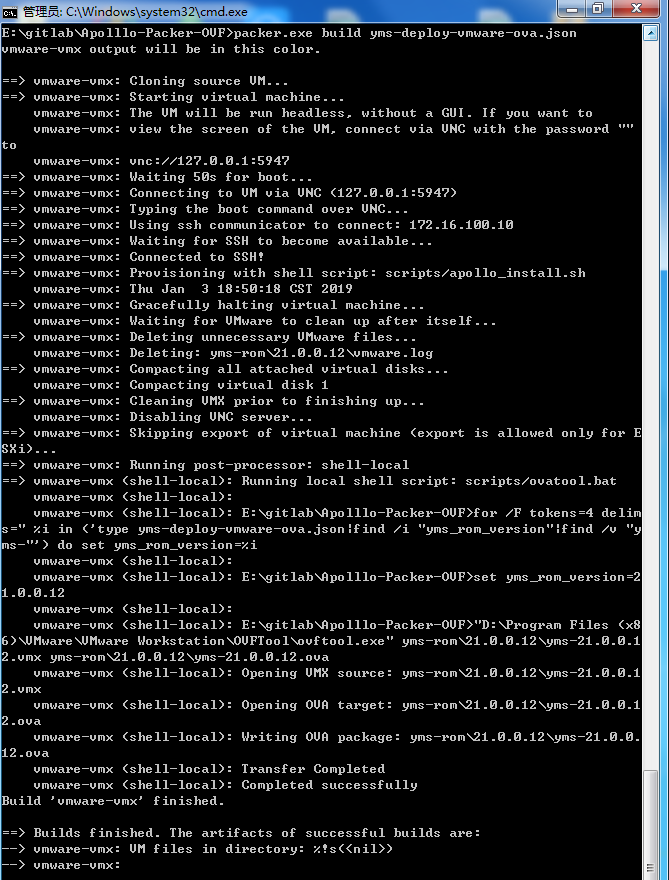 管理员: C:\Windows\system32\cmd.exe
E:\gitlab\Apolllo-Packer-OVF>packer.exe build yms-deploy-vmware-ova.json
vmware-vmx output will be in this color.
==> vmware-vmx: Cloning source VM...
==> vmware-vmx: Starting virtual machine...
vmware-vmx: The VM will be run headless, without a GUI. If you want to
vmware-vmx: view the screen of the VM, connect via VNC with the password ""
to
vmware-vmx: vnc://127.0.0.1:5947
==> vmware-vmx: Waiting 50s for boot...
==> vmware-vmx: Connecting to VM via VNC (127.0.0.1:5947)
==> vmware-vmx: Typing the boot command over VNC...
==> vmware-vmx: Using ssh communicator to connect: 172.16.100.10
==> vmware-vmx: Waiting for SSH to become available...
==> vmware-vmx: Connected to SSH!
==> vmware-vmx: Provisioning with shell script: scripts/apollo_install.sh
vmware-vmx: Thu Jan  3 18:50:18 CST 2019
==> vmware-vmx: Gracefully halting virtual machine...
vmware-vmx: Waiting for VMware to clean up after itself...
==> vmware-vmx: Deleting unnecessary VMware files...
vmware-vmx: Deleting: yms-rom\21.0.0.12\vmware.log
==> vmware-vmx: Compacting all attached virtual disks...
vmware-vmx: Compacting virtual disk 1
==> vmware-vmx: Cleaning VMX prior to finishing up...
vmware-vmx: Disabling VNC server...
==> vmware-vmx: Skipping export of virtual machine (export is allowed only for E
SXi)...
==> vmware-vmx: Running post-processor: shell-local
==> vmware-vmx (shell-local): Running local shell script: scripts/ovatool.bat
vmware-vmx (shell-local):
vmware-vmx (shell-local): E:\gitlab\Apolllo-Packer-OVF>for /F tokens=4 delim
s=" %i in ('type yms-deploy-vmware-ova.json|find /i "yms_rom_version"|find /v "y
ms-"') do set yms_rom_version=%i
vmware-vmx (shell-local):
vmware-vmx (shell-local): E:\gitlab\Apolllo-Packer-OVF>set yms_rom_version=2
1.0.0.12
vmware-vmx (shell-local):
vmware-vmx (shell-local): E:\gitlab\Apolllo-Packer-OVF>"D:\Program Files (x8
6)\VMware\VMware Workstation\OVFTool\ovftool.exe" yms-rom\21.0.0.12\yms-21.0.0.1
2.vmx yms-rom\21.0.0.12\yms-21.0.0.12.ova
vmware-vmx (shell-local): Opening VMX source: yms-rom\21.0.0.12\yms-21.0.0.1
2.vmx
vmware-vmx (shell-local): Opening OVA target: yms-rom\21.0.0.12\yms-21.0.0.1
2.ova
vmware-vmx (shell-local): Writing OVA package: yms-rom\21.0.0.12\yms-21.0.0.
12.ova
vmware-vmx (shell-local): Transfer Completed
vmware-vmx (shell-local): Completed successfully
Build 'vmware-vmx' finished.
==> Builds finished. The artifacts of successful builds are:
--> vmware-vmx: VM files in directory: %!s(<nil>)
--> vmware-vmx: